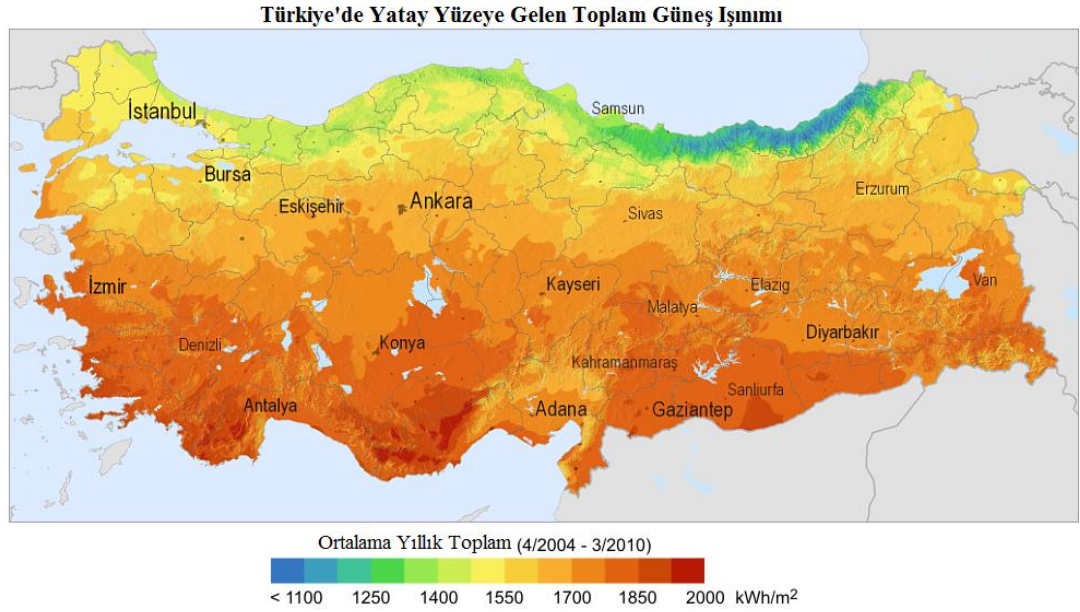 Türkiye'de Yatay Yüzeye Gelen Toplam Güneş Işınımı
Samsun
İstanbul
Bursa
Erzurum
Eskişehir
Ankara
Sivas
İzmir
Kayseri
Elazig
Van
Malatya
Diyarbakır
Denizli
Konya
Kahramanmaraş
Sanlıurfa
Antalya
Adana
Gaziantep
Ortalama Yıllık Toplam (4/2004 - 3/2010)
< 1100 1250 1400 1550 1700 1850 2000 kWh/m²